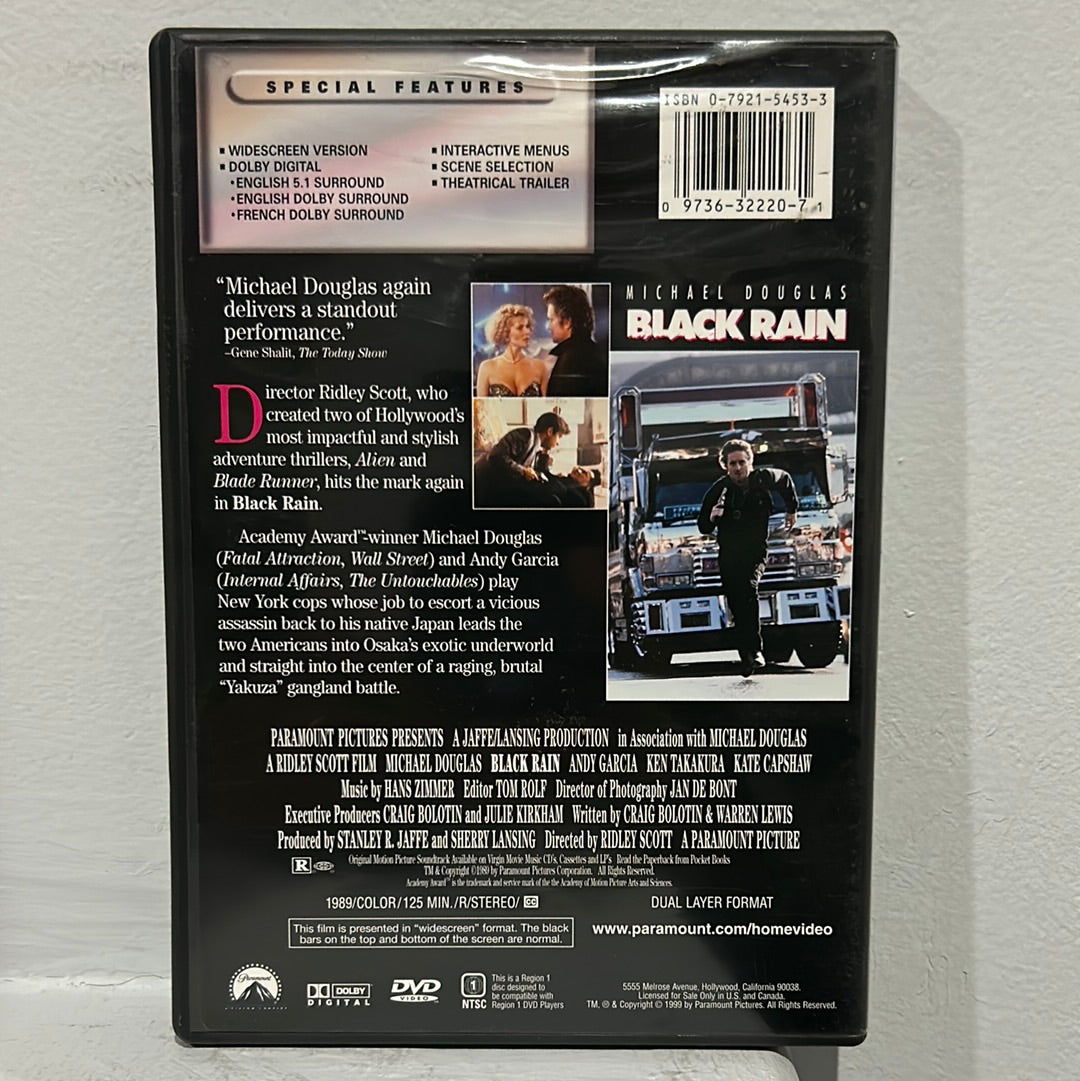 SPECIAL FEATURES
▪ WIDESCREEN VERSION
▪ DOLBY DIGITAL
•ENGLISH 5.1 SURROUND
•ENGLISH DOLBY SURROUND
•FRENCH DOLBY SURROUND
▪ INTERACTIVE MENUS
▪ SCENE SELECTION
▪ THEATRICAL TRAILER
ISBN 0-7921-5453-3
0 9736-32220-7 1
“Michael Douglas again
delivers a standout
performance.”
–Gene Shalit, The Today Show
Director Ridley Scott, who
created two of Hollywood's
most impactful and stylish
adventure thrillers, Alien and
Blade Runner, hits the mark again
in Black Rain.
Academy Award™-winner Michael Douglas
(Fatal Attraction, Wall Street) and Andy Garcia
(Internal Affairs, The Untouchables) play
New York cops whose job to escort a vicious
assassin back to his native Japan leads the
two Americans into Osaka's exotic underworld
and straight into the center of a raging, brutal
“Yakuza” gangland battle.
MICHAEL DOUGLAS
BLACK RAIN
PARAMOUNT PICTURES PRESENTS A JAFFE/LANSING PRODUCTION in Association with MICHAEL DOUGLAS
A RIDLEY SCOTT FILM MICHAEL DOUGLAS BLACK RAIN ANDY GARCIA KEN TAKAKURA KATE CAPSHAW
Music by HANS ZIMMER Editor TOM ROLF Director of Photography JAN DE BONT
Executive Producers CRAIG BOLOTIN and JULIE KIRKHAM Written by CRAIG BOLOTIN & WARREN LEWIS
Produced by STANLEY R. JAFFE and SHERRY LANSING Directed by RIDLEY SCOTT A PARAMOUNT PICTURE
R
Original Motion Picture Soundtrack Available on Virgin Movie Music CD's, Cassettes and LP's Read the Paperback from Pocket Books
TM & Copyright ©1989 by Paramount Pictures Corporation. All Rights Reserved.
Academy Award™ is the trademark and service mark of the the Academy of Motion Picture Arts and Sciences.
1989/COLOR/125 MIN./R/STEREO/ CC
DUAL LAYER FORMAT
This film is presented in "widescreen" format. The black
bars on the top and bottom of the screen are normal.
www.paramount.com/homevideo
Paramount
DOLBY
DIGITAL
DVD
VIDEO
1
NTSC
This is a Region 1
disc designed to
be compatible with
Region 1 DVD Players
5555 Melrose Avenue, Hollywood, California 90038.
Licensed for Sale Only in U.S. and Canada.
TM, ® & Copyright © 1999 by Paramount Pictures. All Rights Reserved.